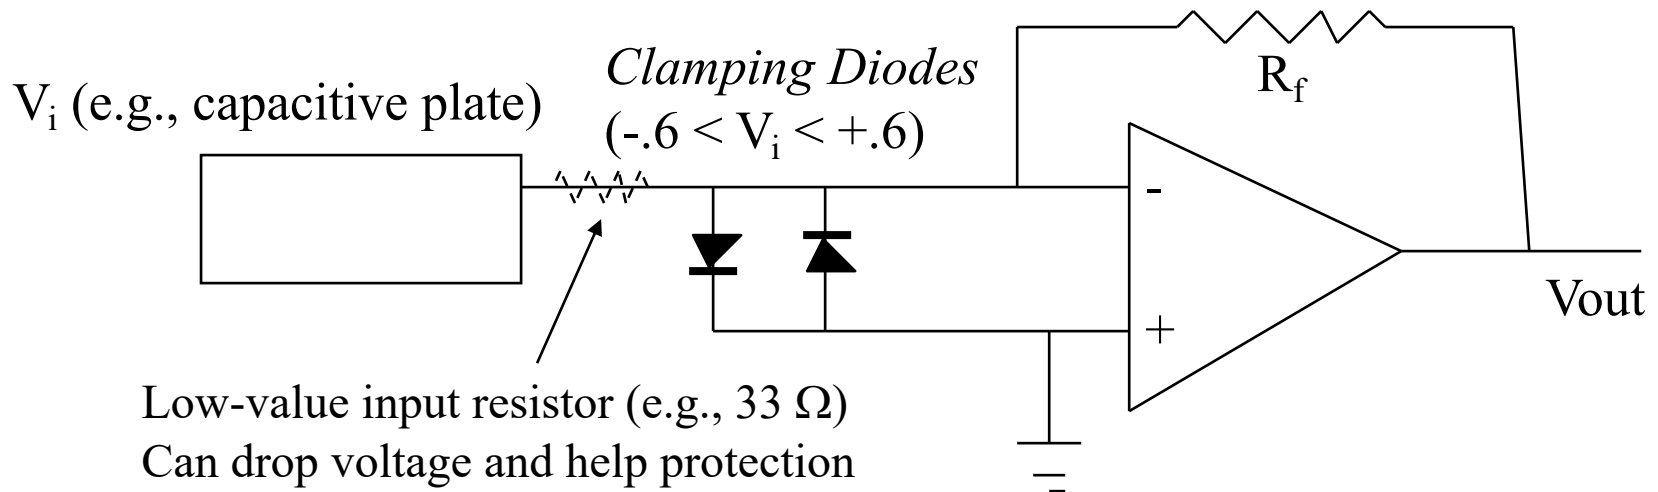 Clamping Diodes
(-.6 < Vi < +.6)
Vi (e.g., capacitive plate)
Rf
-
+
Vout
Low-value input resistor (e.g., 33 Ω)
Can drop voltage and help protection